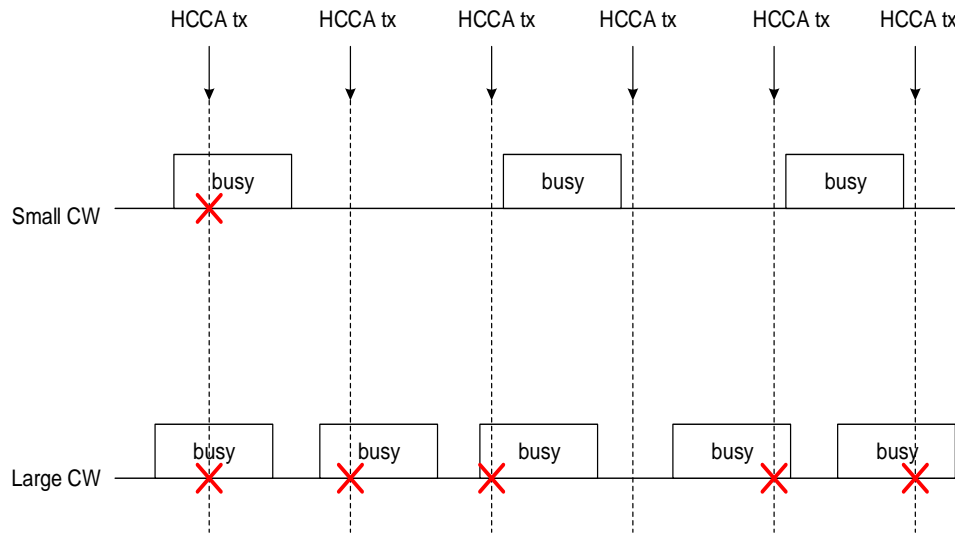 HCCA tx HCCA tx HCCA tx HCCA tx HCCA tx HCCA tx
busy busy busy
Small CW
busy busy busy busy busy
Large CW